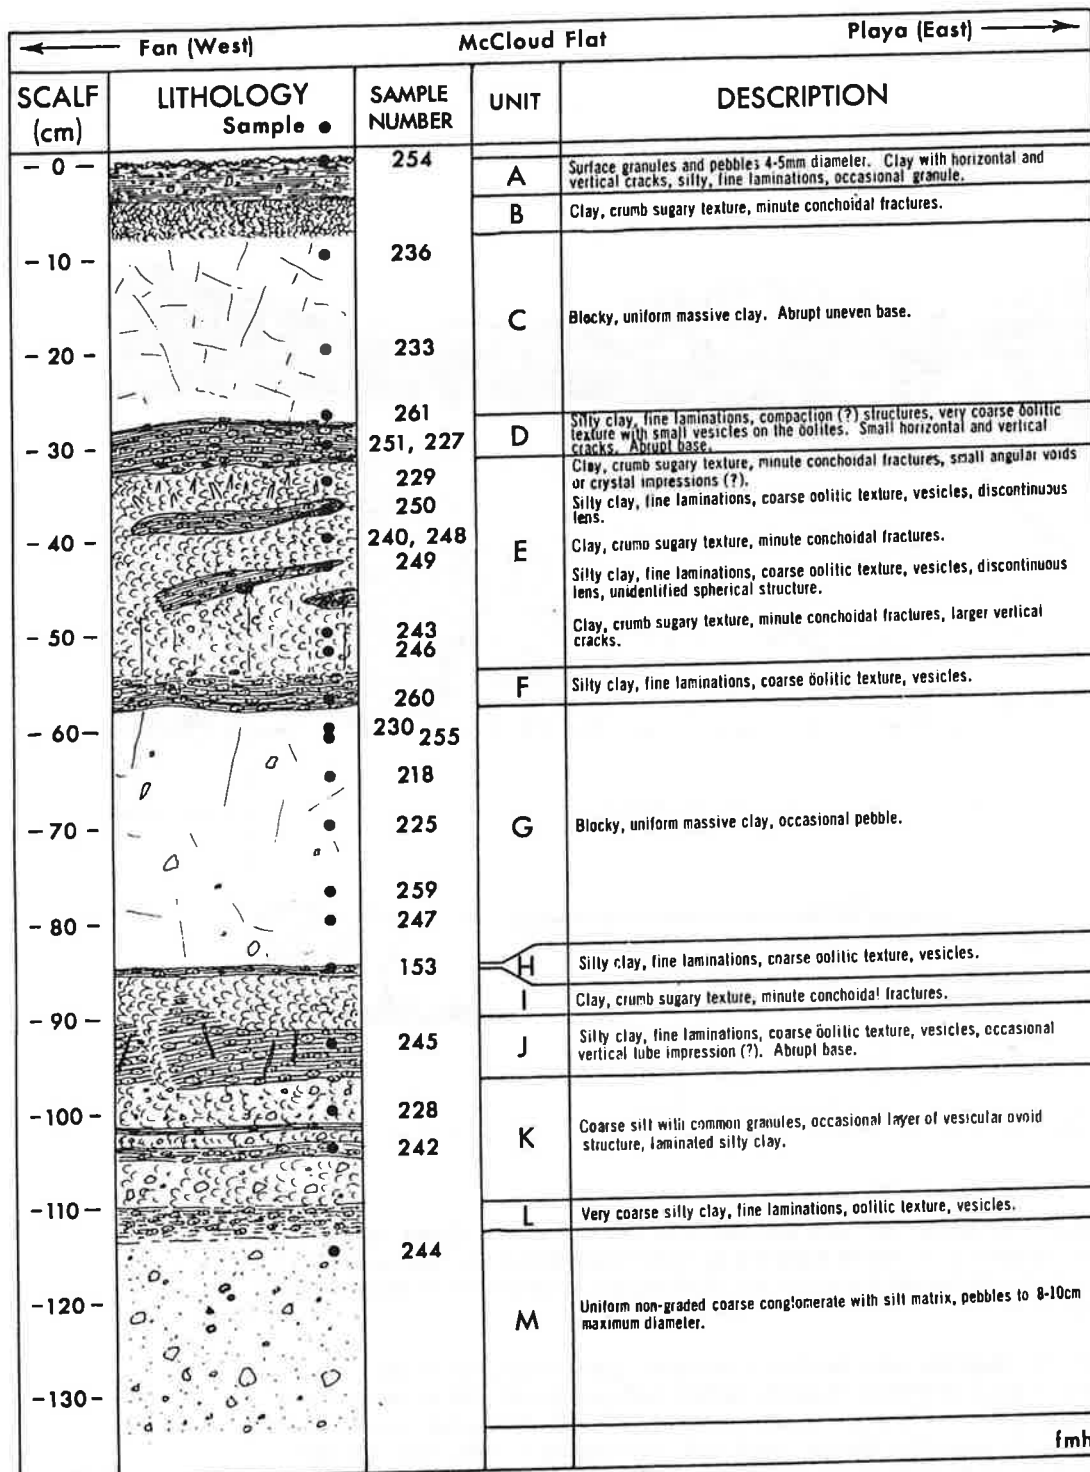 Fan (West) McCloud Flat Playa (East)
SCALF LITHOLOGY SAMPLE UNIT DESCRIPTION
(cm) Sample NUMBER
- 0 - 254 A Surface granules and pebbles 4-5mm diameter. Clay with horizontal and
vertical cracks, silty, fine laminations, occasional granule.
B Clay, crumb sugary texture, minute conchoidal fractures.
- 10 - 236
C Blocky, uniform massive clay. Abrupt uneven base.
- 20 - 233
261
D Silty clay, fine laminations, compaction (?) structures, very coarse oolitic
texture with small vesicles on the oolites. Small horizontal and vertical
cracks. Abrupt base.
- 30 - 251, 227
229
E Clay, crumb sugary texture, minute conchoidal fractures, small angular voids
or crystal impressions (?).
250
Silty clay, fine laminations, coarse oolitic texture, vesicles, discontinuous
lens.
- 40 - 240, 248
Clay, crumb sugary texture, minute conchoidal fractures.
249
Silty clay, fine laminations, coarse oolitic texture, vesicles, discontinuous
lens, unidentified spherical structure.
- 50 - 243
246
Clay, crumb sugary texture, minute conchoidal fractures, larger vertical
cracks.
260 F Silty clay, fine laminations, coarse oolitic texture, vesicles.
- 60 - 230 255
218
- 70 - 225 G Blocky, uniform massive clay, occasional pebble.
259
- 80 - 247
153 H Silty clay, fine laminations, coarse oolitic texture, vesicles.
I Clay, crumb sugary texture, minute conchoidal fractures.
- 90 -
245 J Silty clay, fine laminations, coarse oolitic texture, vesicles, occasional
vertical tube impression (?). Abrupt base.
- 100 - 228
242 K Coarse silt with common granules, occasional layer of vesicular ovoid
structure, laminated silty clay.
- 110 - L Very coarse silly clay, fine laminations, oolitic texture, vesicles.
244
- 120 - M Uniform non-graded coarse conglomerate with silt matrix, pebbles to 8-10cm
maximum diameter.
- 130 -
fmh